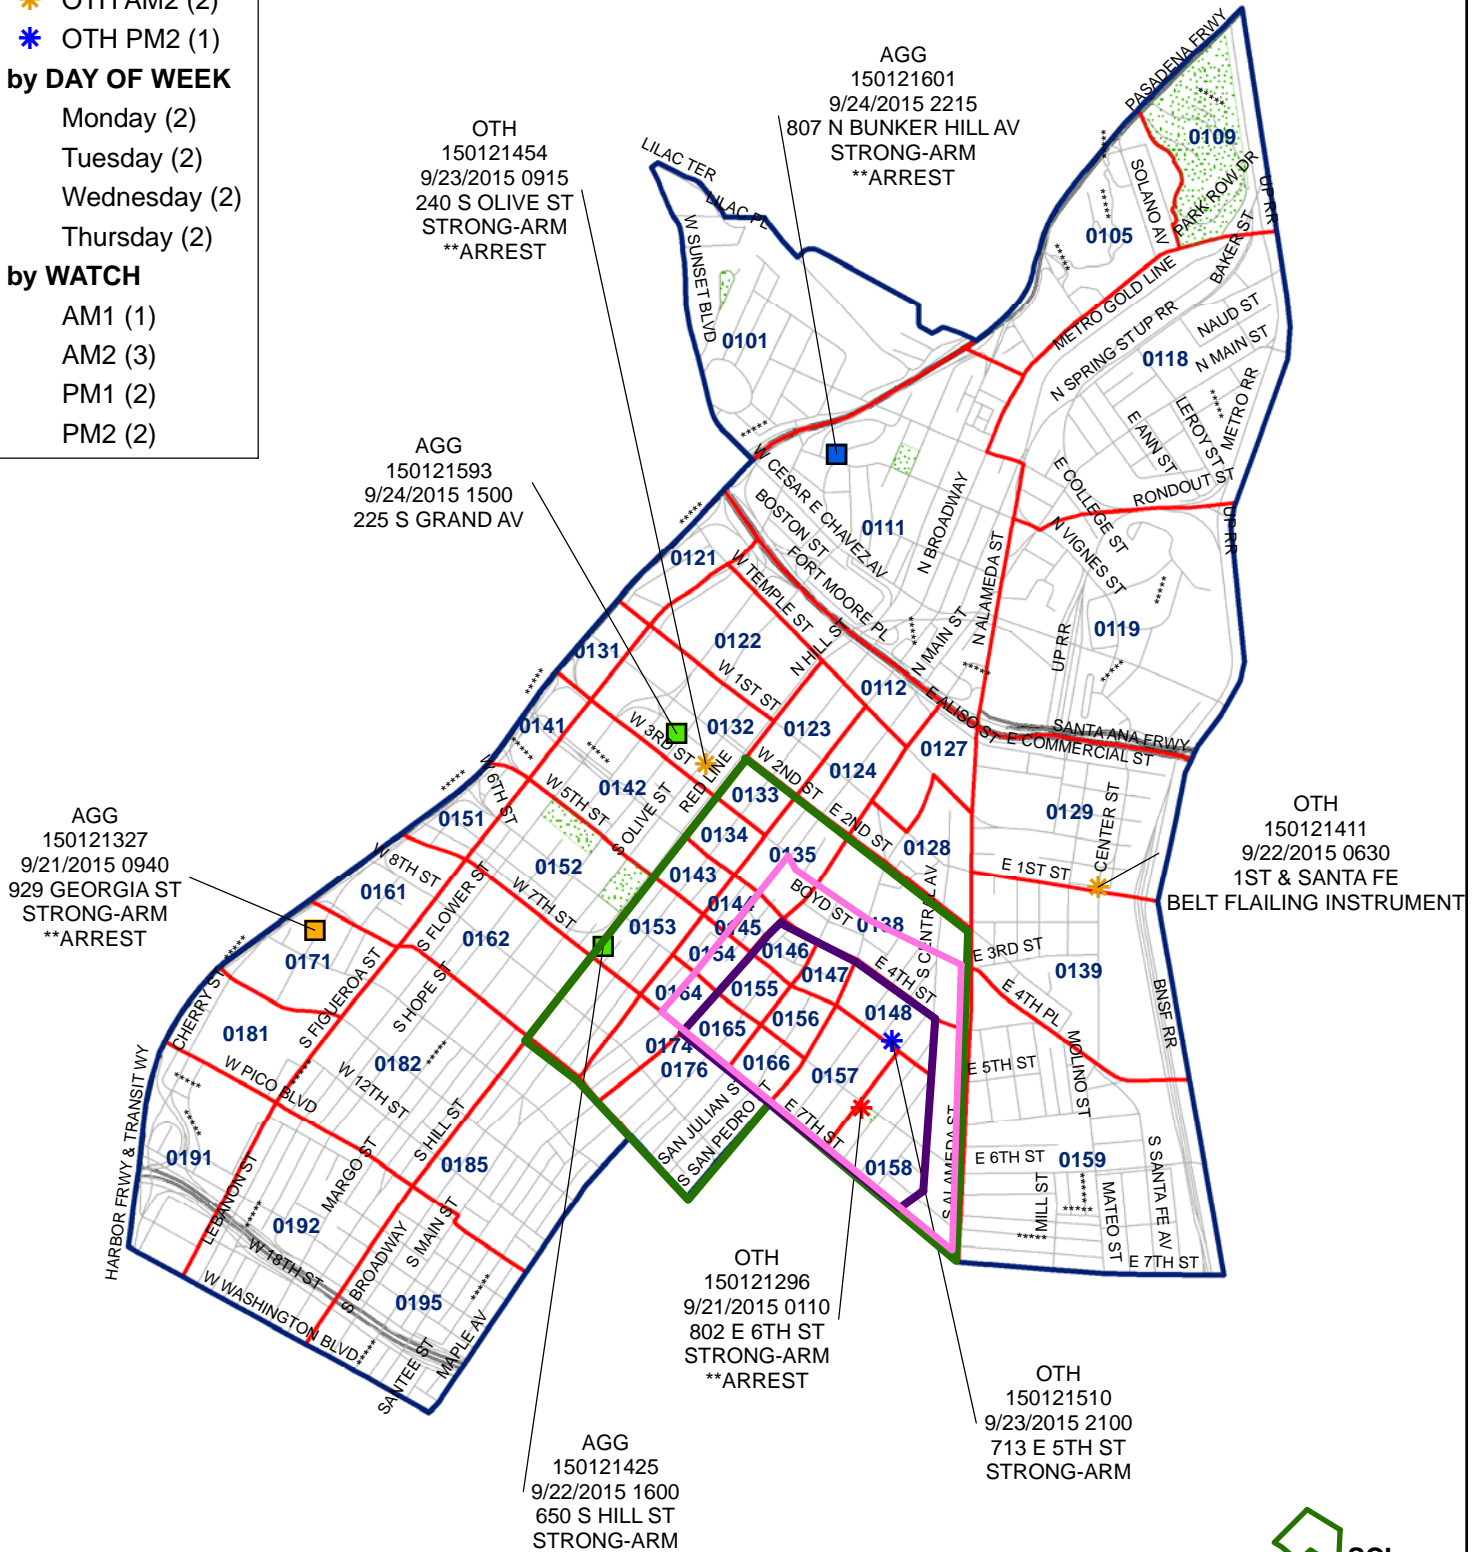 OTH AM2 (2)
OTH PM2 (1)
by DAY OF WEEK
Monday (2)
Tuesday (2)
Wednesday (2)
Thursday (2)
by WATCH
AM1 (1)
AM2 (3)
PM1 (2)
PM2 (2)
AGG
150121601
9/24/2015 2215
807 N BUNKER HILL AV
STRONG-ARM
**ARREST
OTH
150121454
9/23/2015 0915
240 S OLIVE ST
STRONG-ARM
**ARREST
AGG
150121593
9/24/2015 1500
225 S GRAND AV
AGG
150121327
9/21/2015 0940
929 GEORGIA ST
STRONG-ARM
**ARREST
OTH
150121411
9/22/2015 0630
1ST & SANTA FE
BELT FLAILING INSTRUMENT
OTH
150121296
9/21/2015 0110
802 E 6TH ST
STRONG-ARM
**ARREST
OTH
150121510
9/23/2015 2100
713 E 5TH ST
STRONG-ARM
AGG
150121425
9/22/2015 1600
650 S HILL ST
STRONG-ARM
PASADENA FRWY
0109
PARK ROW DR
UP RR
SOLANO AV
0105
BAKER ST
METRO GOLD LINE
LILAC TER
LILAC PL
W SUNSET BLVD
0101
N SPRING ST
UP RR
NAUD ST
N MAIN ST
0118
METRO RR
LEROY ST
E ANN ST
RONDOUT ST
E COLLEGE ST
UP RR
W CESAR E CHAVEZ AV
BOSTON ST
FORT MOORE PL
0111
N BROADWAY
N ALAMEDA ST
N VIGNES ST
0119
UP RR
N MAIN ST
0121
W TEMPLE ST
0122
N HILL ST
0131
W 1ST ST
0112
E ALISO ST
SANTA ANA FRWY
E COMMERCIAL ST
0141
W 3RD ST
0132
0123
0127
0142
RED LINE
W 2ND ST
0124
0133
E 2ND ST
0129
CENTER ST
W 6TH ST
W 5TH ST
S OLIVE ST
0151
0134
0135
0128
E 1ST ST
W 8TH ST
0152
0143
0161
S FLOWER ST
W 7TH ST
0144
BOYD ST
0138
S CENTRAL AV
0153
0145
0162
0154
0146
E 3RD ST
0171
0147
E 4TH ST
0139
CHERRY ST
S FIGUEROA ST
S HOPE ST
0164
0155
E 4TH PL
BNSF RR
0181
0165
0156
0148
0174
0176
0166
0182
W PICO BLVD
W 12TH ST
0157
E 5TH ST
MOLINO ST
HARBOR FRWY & TRANSIT WY
S HILL ST
SAN JULIAN ST
S SAN PEDRO ST
E 7TH ST
S ALAMEDA ST
0191
MARGO ST
0185
0158
E 6TH ST
0159
S SANTA FE AV
LEBANON ST
0192
MILL ST
MATEO ST
W 18TH ST
S BROADWAY
S MAIN ST
E 7TH ST
W WASHINGTON BLVD
0195
SANTEE ST
MAPLE AV